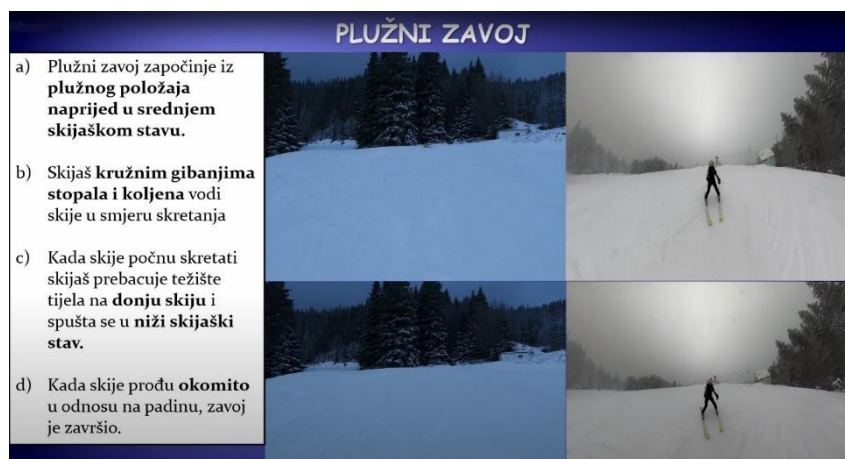 PLUŽNI ZAVOJ
a) Plužni zavoj započinje iz
plužnog položaja
naprijed u srednjem
skijaškom stavu.
b) Skijaš kružnim gibanjima
stopala i koljena vodi
skije u smjeru skretanja
c) Kada skije počnu skretati
skijaš prebacuje težište
tijela na donju skiju i
spušta se u niži skijaški
stav.
d) Kada skije prođu okomito
u odnosu na padinu, zavoj
je završio.